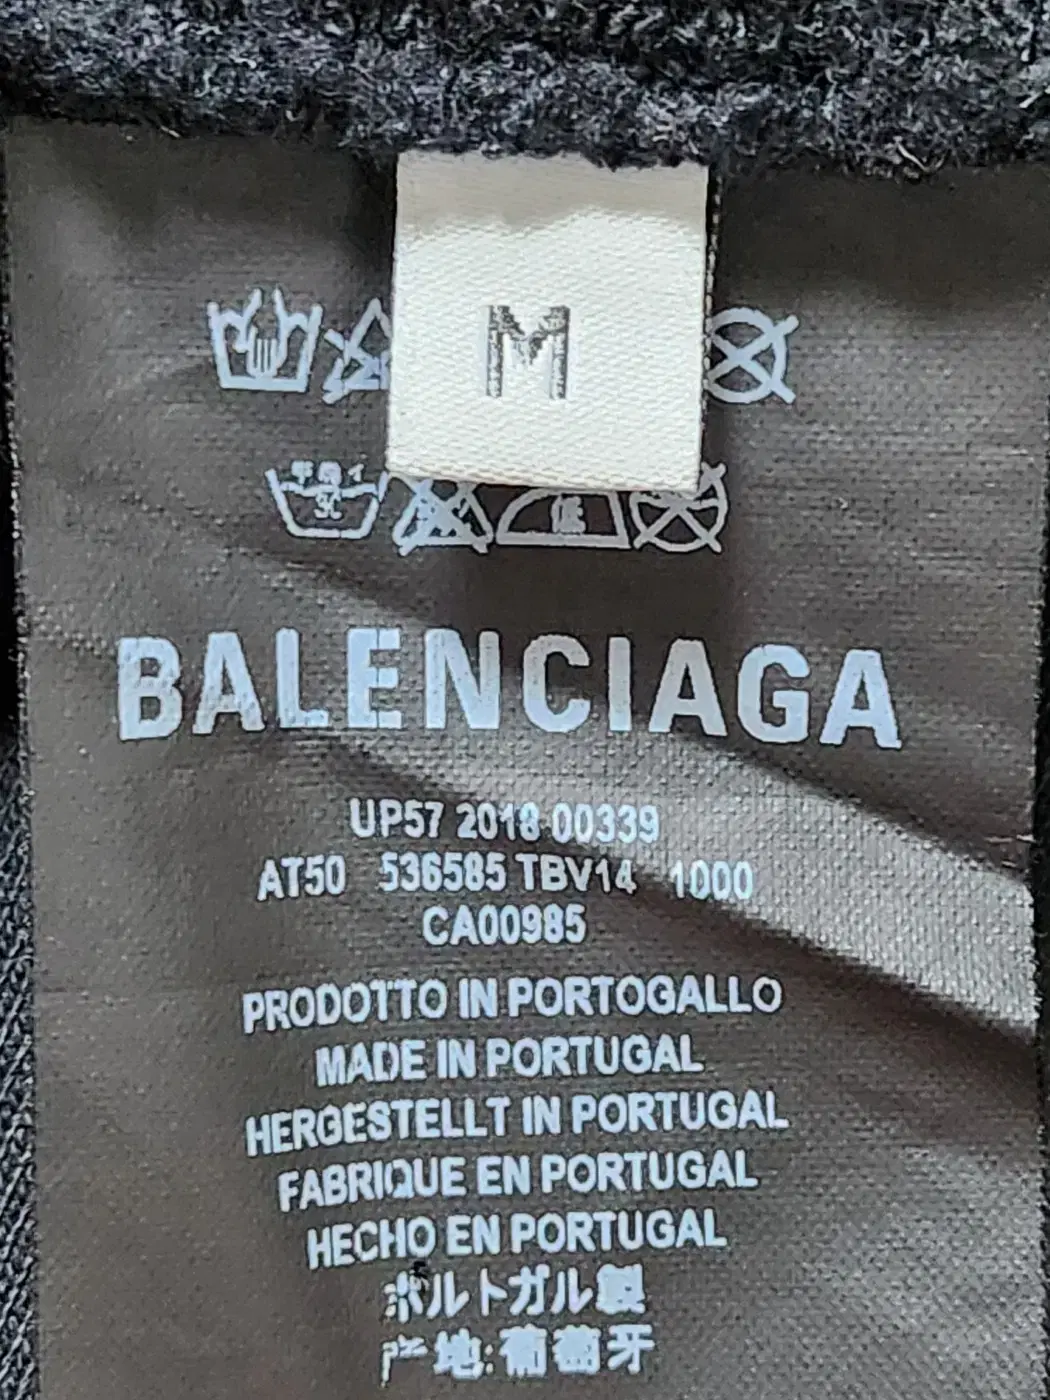 M
BALENCIAGA
UP57 2018 00339
AT50 536585 TBV14 1000
CA00985
PRODOTTO IN PORTOGALLO
MADE IN PORTUGAL
HERGESTELLT IN PORTUGAL
FABRIQUE EN PORTUGAL
HECHO EN PORTUGAL
ポルトガル製
产地:葡萄牙